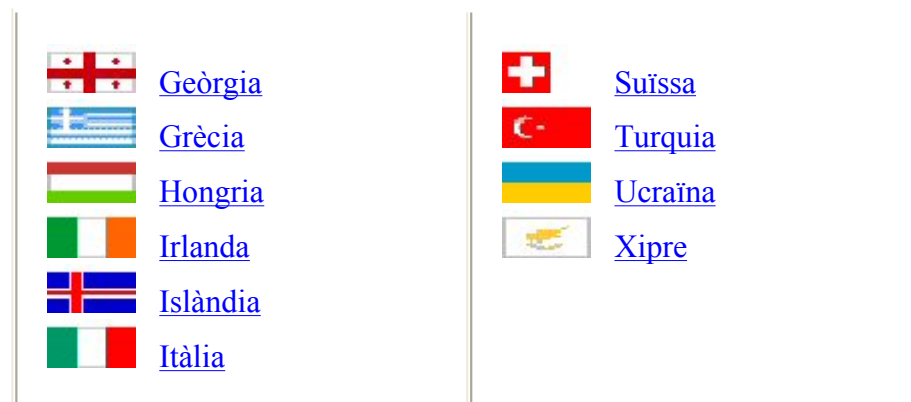 Geòrgia
Grècia
Hongria
Irlanda
Islàndia
Itàlia
Suïssa
Turquia
Ucraïna
Xipre